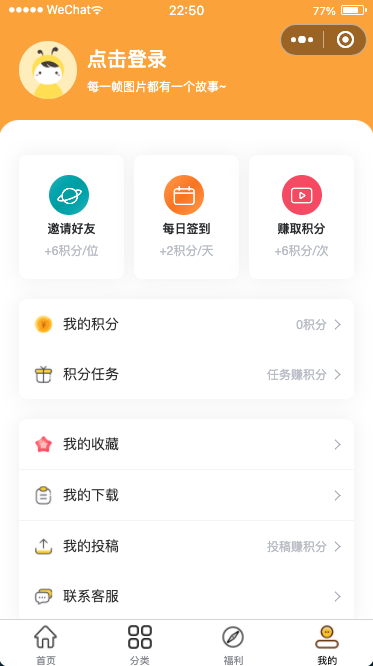 WeChat
22:50
77%
点击登录
每一帧图片都有一个故事~
邀请好友
+6积分/位
每日签到
+2积分/天
赚取积分
+6积分/次
我的积分
0积分
积分任务
任务赚积分
我的收藏
我的下载
我的投稿
投稿赚积分
联系客服
首页
分类
福利
我的